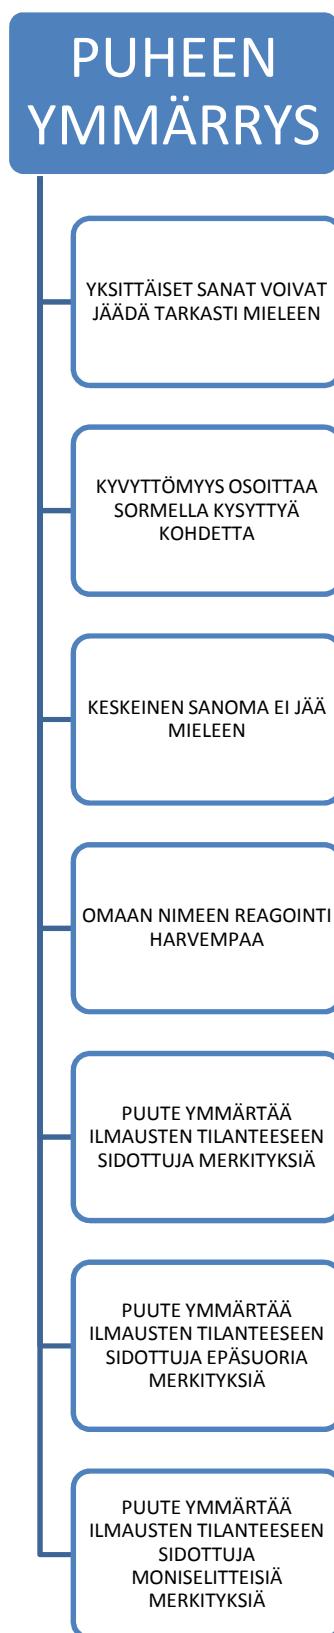 PUHEEN
YMMÄRRYS
YKSITTÄISET SANAT VOIVAT
JÄÄDÄ TARKASTI MIELEEN
KYVYTTÖMYYS OSOITTAA
SORMELLA KYSYTTYÄ
KOHDETTA
KESKEINEN SANOMA EI JÄÄ
MIELEEN
OMAAN NIMEEN REAGOINTI
HARVEMPAA
PUUTE YMMÄRTÄÄ
ILMAUSTEN TILANTEESEEN
SIDOTTUJA MERKITYKSIÄ
PUUTE YMMÄRTÄÄ
ILMAUSTEN TILANTEESEEN
SIDOTTUJA EPÄSUORIA
MERKITYKSIÄ
PUUTE YMMÄRTÄÄ
ILMAUSTEN TILANTEESEEN
SIDOTTUJA
MONISELITTEISIÄ
MERKITYKSIÄ